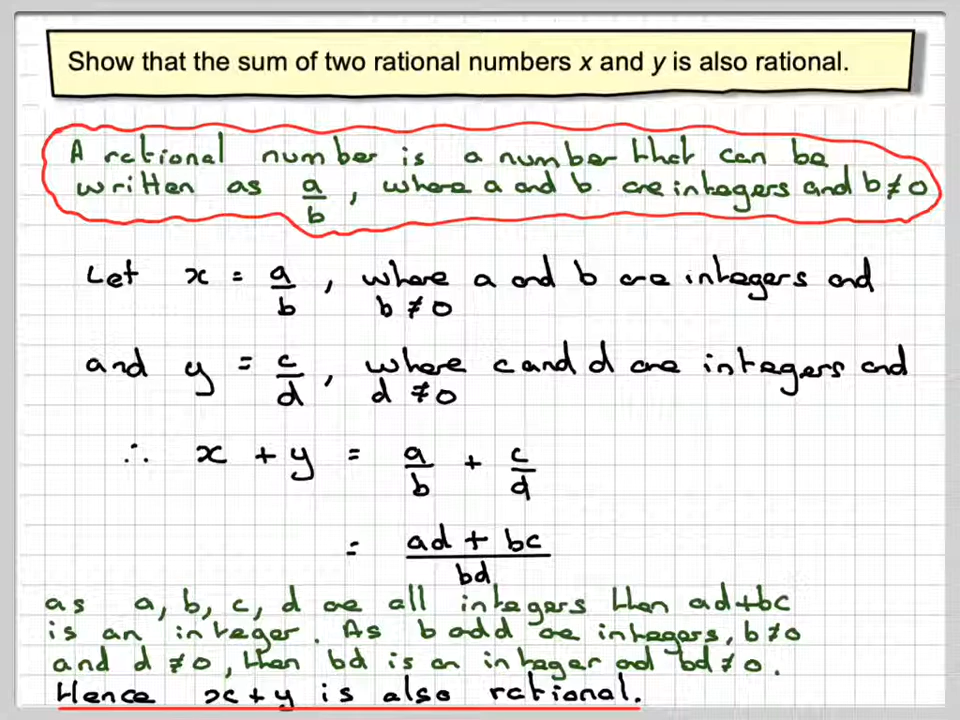 Show that the sum of two rational numbers x and y is also rational.
A rational number is a number that can be
written as a/b, where a and b are integers and b ≠ 0
Let x = a/b, where a and b are integers and
b ≠ 0
and y = c/d, where c and d are integers and
d ≠ 0
∴ x + y = a/b + c/d
= ad + bc / bd
as a, b, c, d are all integers then ad+bc
is an integer. As b add are integers, b≠0
and d ≠0, then bd is an integer ad bd≠0.
Hence x+y is also rational.